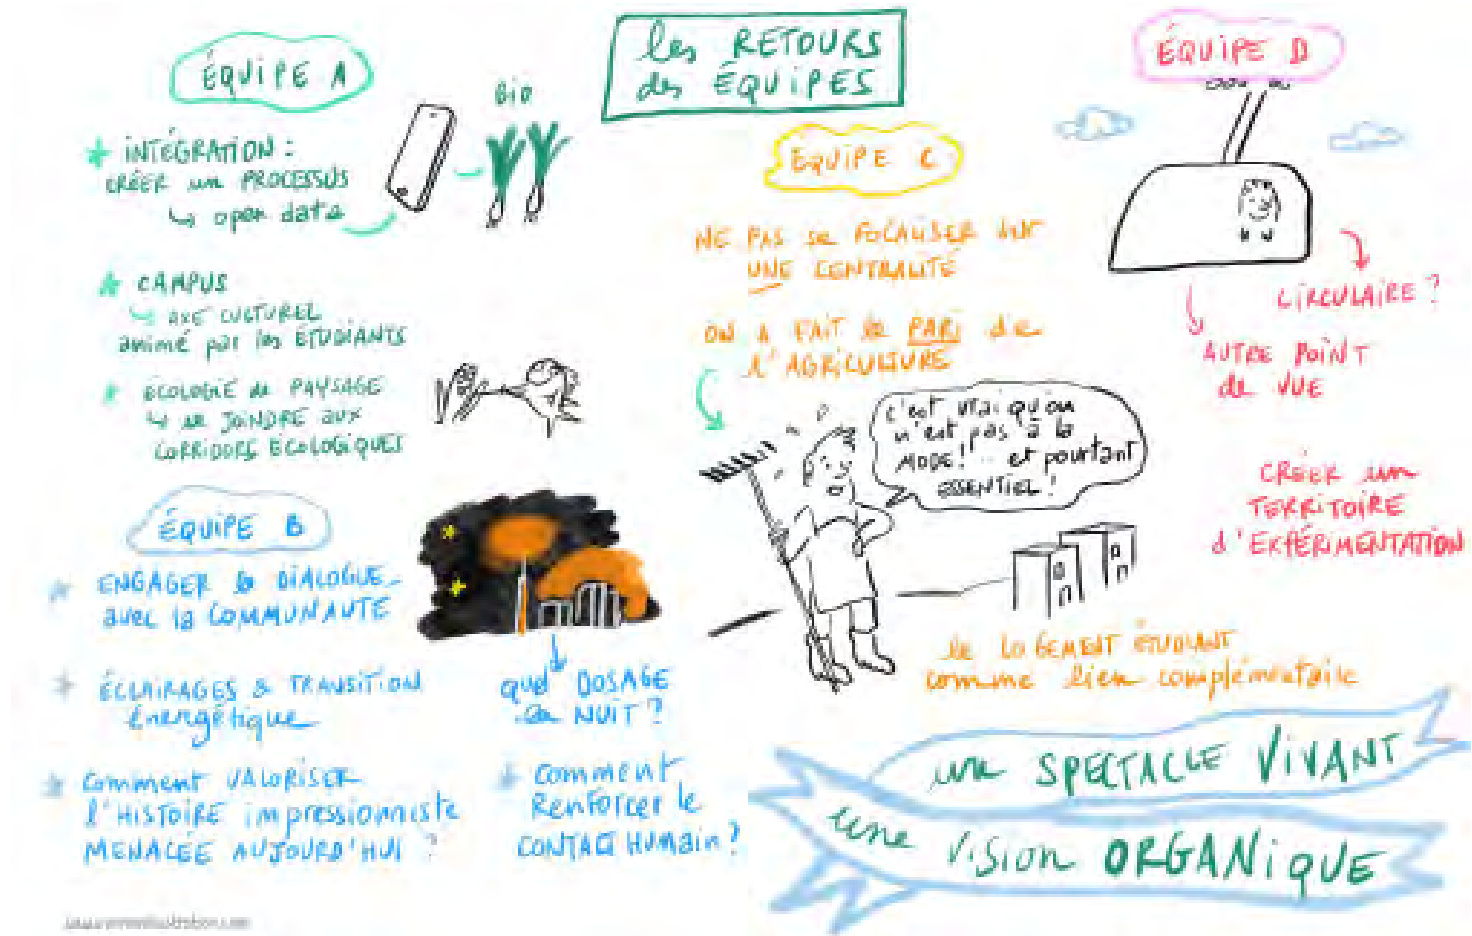 les RETOURS
des ÉQUIPES
ÉQUIPE A
BIO
INTÉGRATION :
CRÉER un PROCESSUS
↳ open data
CAMPUS
↳ AXE CULTUREL
animé par les ÉTUDIANTS
ÉCOLOGIE du PAYSAGE
↳ se JOINDRE aux
CORRIDORS ÉCOLOGIQUES
ÉQUIPE B
ENGAGER le DIALOGUE
avec la COMMUNAUTÉ
ÉCLAIRAGES & TRANSITION
énergétique
Comment VALORISER
l'HISTOIRE impressionniste
MENACÉE AUJOURD'HUI ?
quel DOSAGE
de NUIT ?
Comment
Renforcer le
CONTACT Humain ?
ÉQUIPE C
NE PAS se FOCALISER sur
UNE CENTRALITÉ
ON A FAIT le PARI de
l'AGRICULTURE
C'est vrai qu'on
n'est pas à la
MODE! ... et pourtant
ESSENTIEL !
le LOGEMENT ÉTUDIANT
comme lien complémentaire
ÉQUIPE D
CIRCULAIRE ?
AUTRE POINT
de VUE
CRÉER un
TERRITOIRE
d'EXPÉRIMENTATION
un SPECTACLE VIVANT
une Vision ORGANIQUE